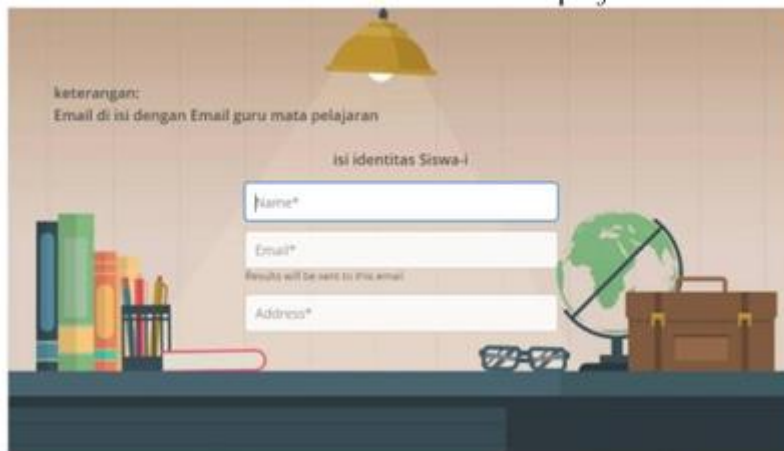 keterangan:
Email di isi dengan Email guru mata pelajaran
isi identitas Siswa-i
Name*
Email*
Results will be sent to this email
Address*